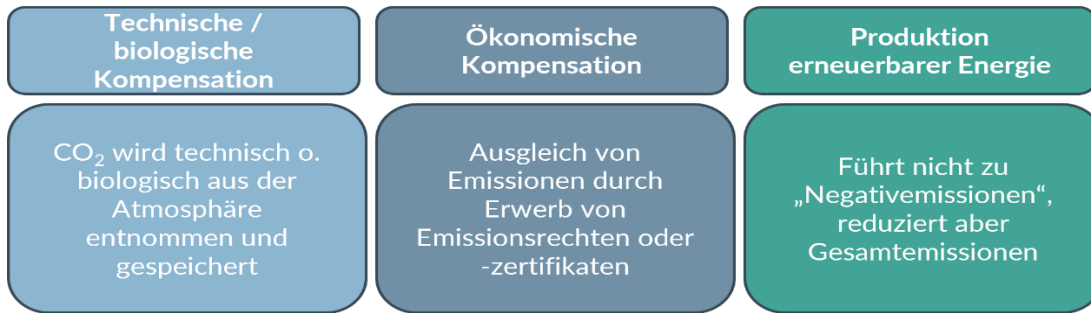 Technische /
biologische
Kompensation
CO₂ wird technisch o.
biologisch aus der
Atmosphäre
entnommen und
gespeichert
Ökonomische
Kompensation
Ausgleich von
Emissionen durch
Erwerb von
Emissionsrechten oder
-zertifikaten
Produktion
erneuerbarer Energie
Führt nicht zu
„Negativemissionen“,
reduziert aber
Gesamtemissionen